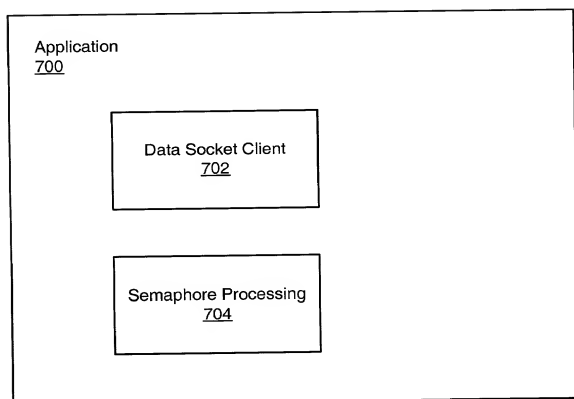 Application
700
Data Socket Client
702
Semaphore Processing
704